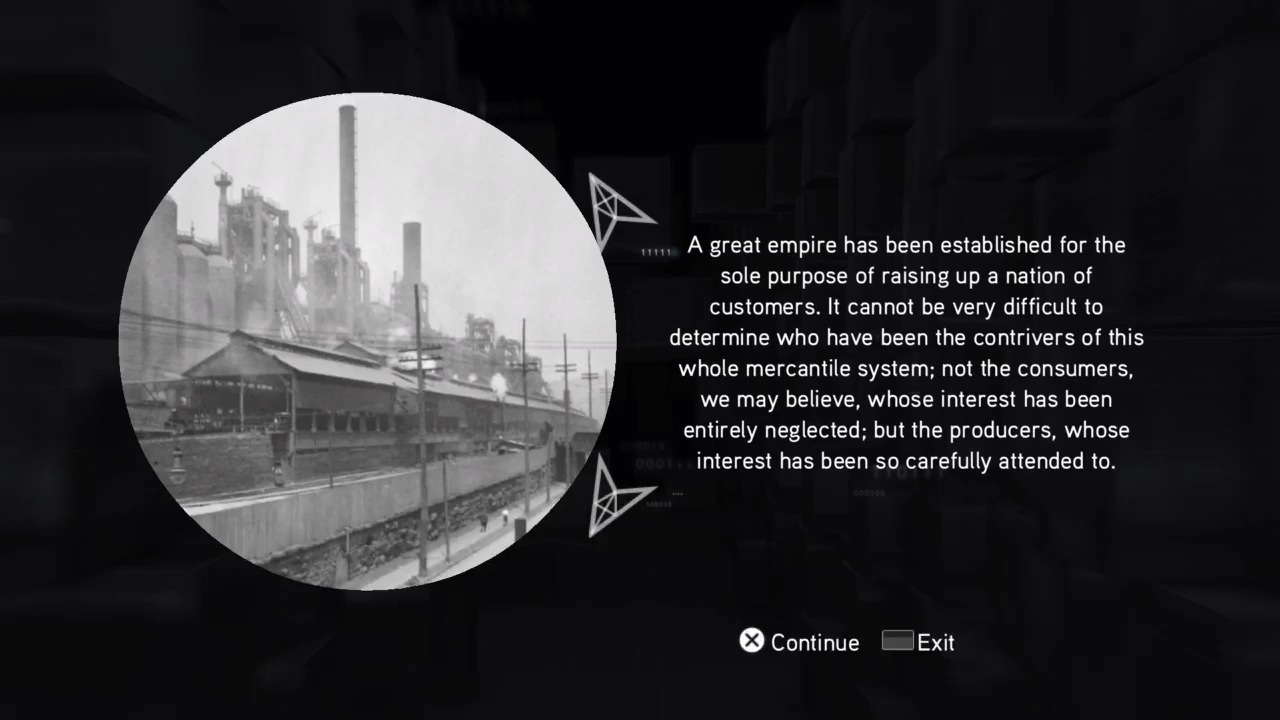 11111
A great empire has been established for the
sole purpose of raising up a nation of
customers. It cannot be very difficult to
determine who have been the contrivers of this
whole mercantile system; not the consumers,
we may believe, whose interest has been
entirely neglected; but the producers, whose
interest has been so carefully attended to.
000100
Continue Exit